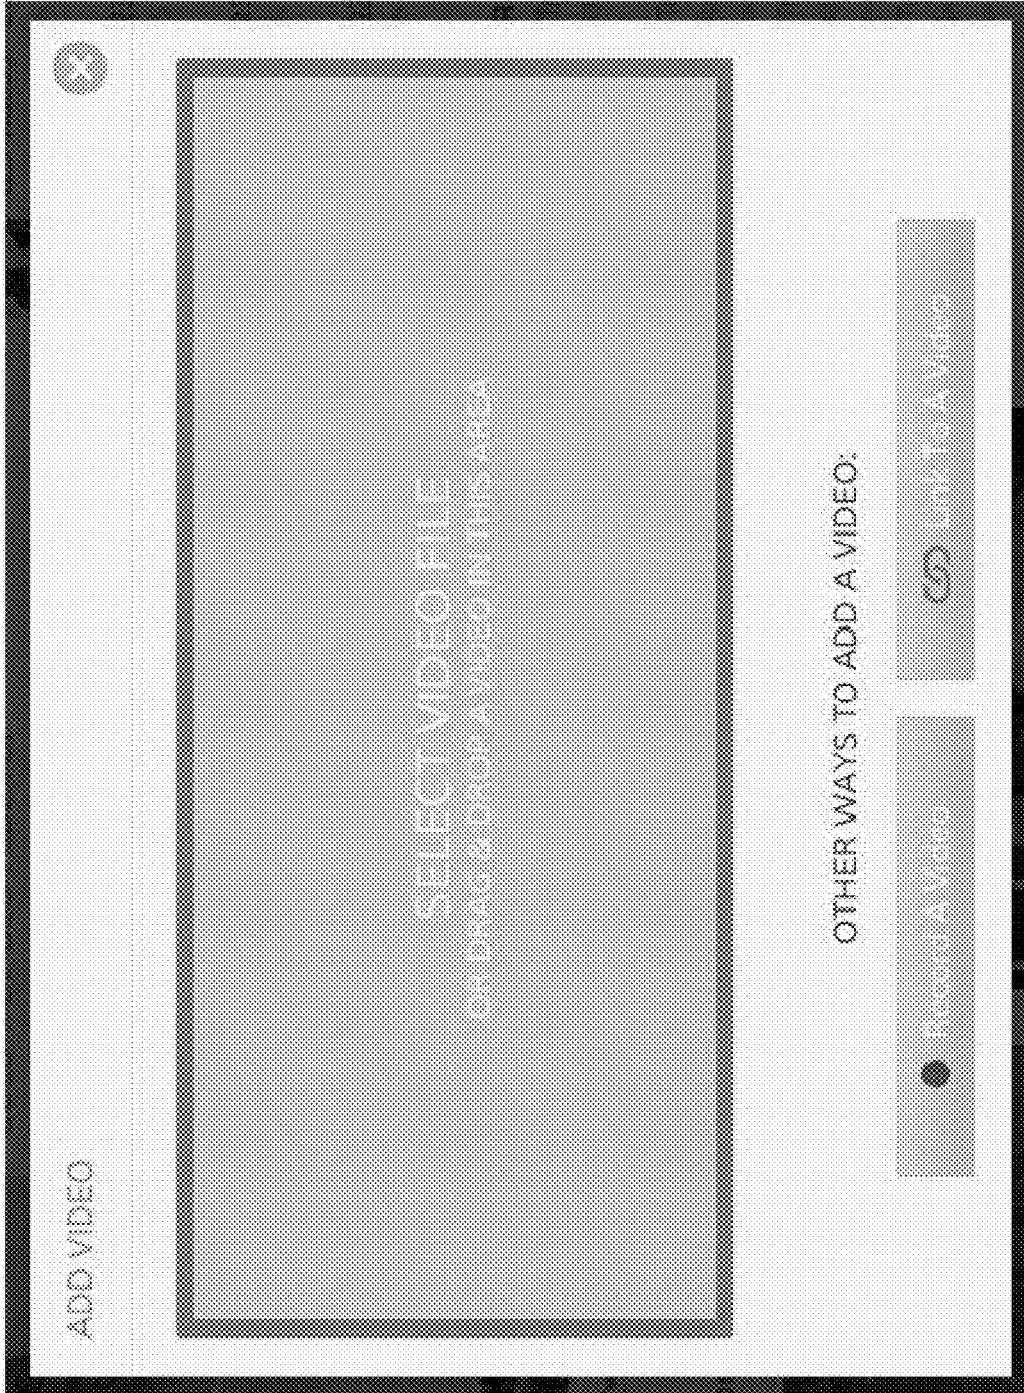 ADD VIDEO
SELECT VIDEO FILE
OR DRAG & DROP A VIDEO IN THIS AREA
OTHER WAYS TO ADD A VIDEO:
Record A Video
Link To A Video